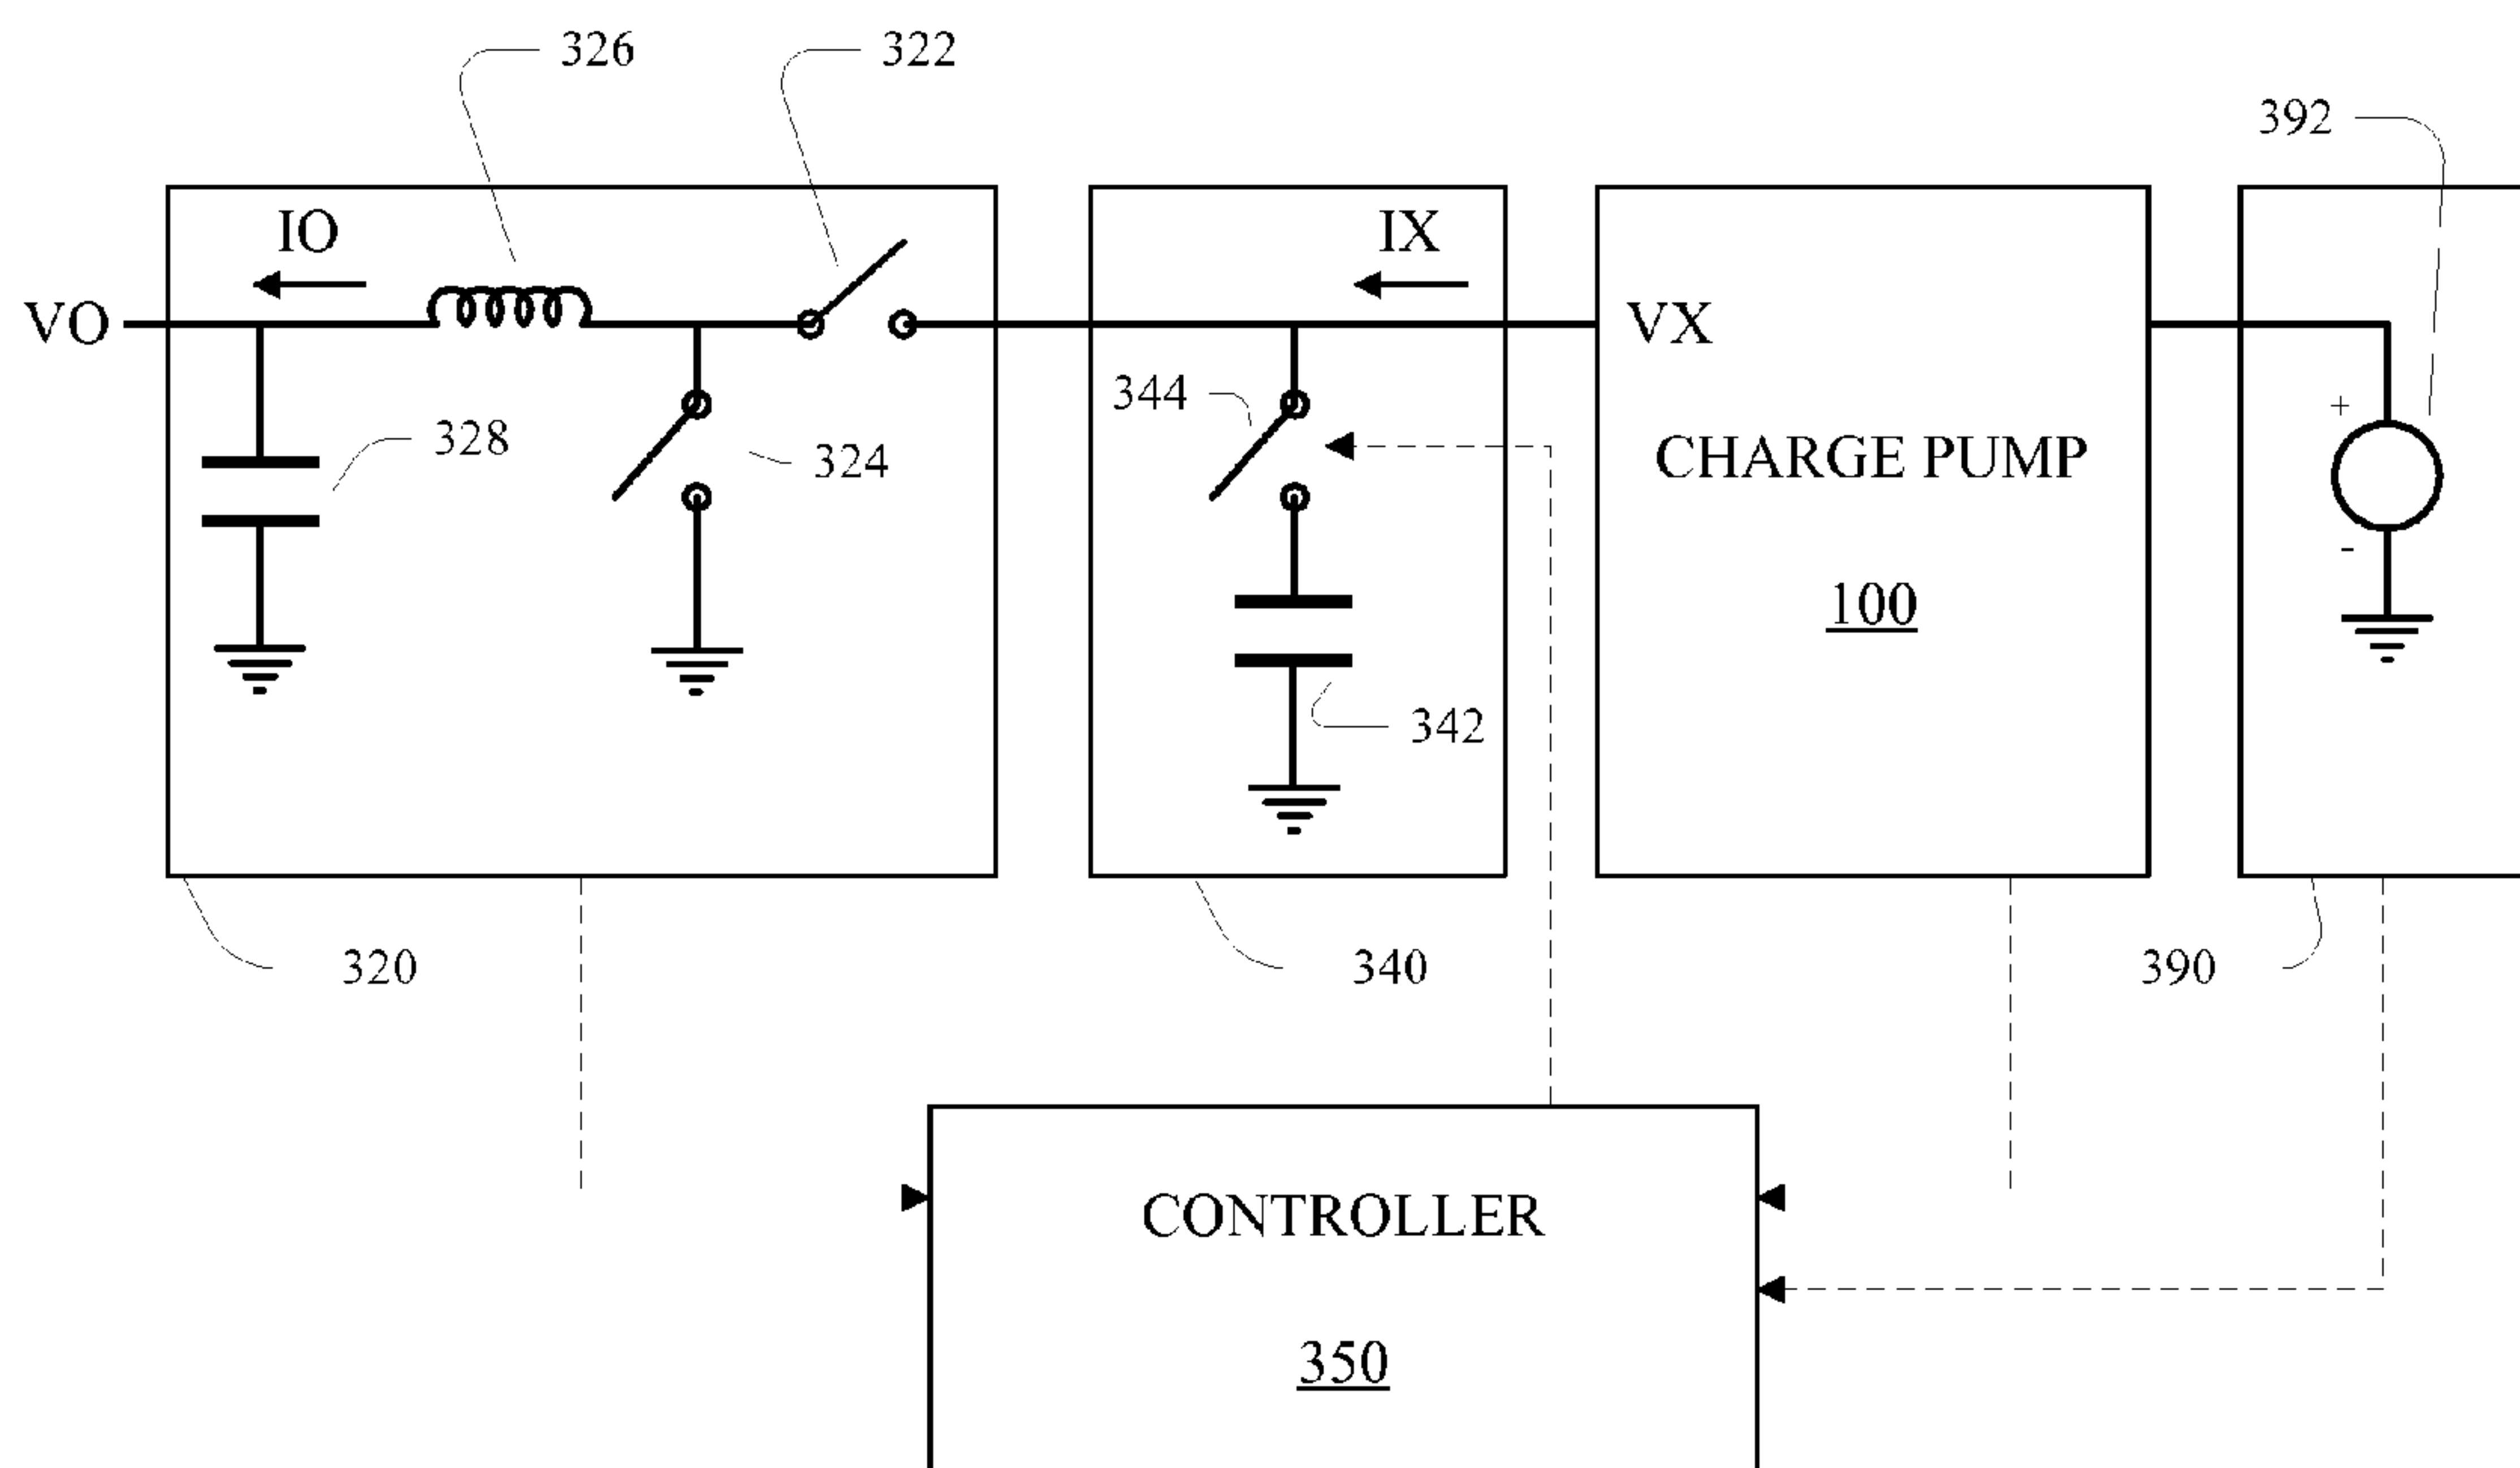 326
322
392
IO
IX
VO
VX
344
328
324
CHARGE PUMP
+
-
100
342
320
340
390
CONTROLLER
350